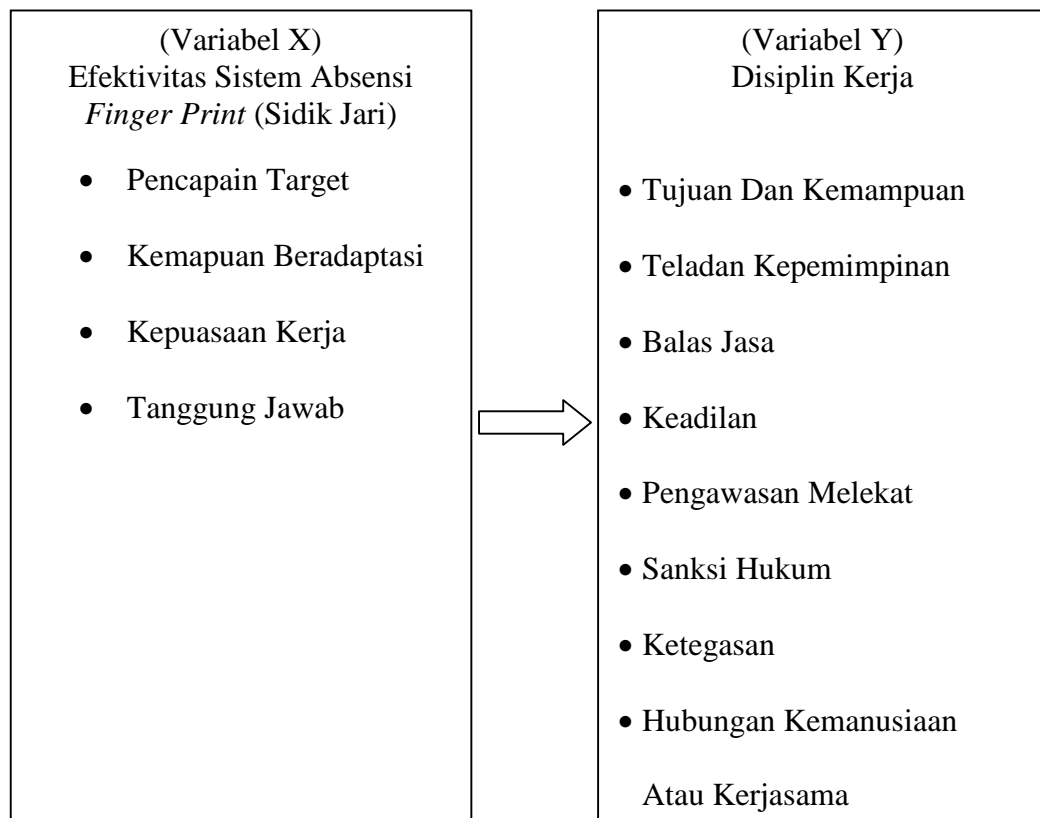 (Variabel X)
Efektivitas Sistem Absensi
Finger Print (Sidik Jari)
• Pencapain Target
• Kemapuan Beradaptasi
• Kepuasaan Kerja
• Tanggung Jawab
(Variabel Y)
Disiplin Kerja
• Tujuan Dan Kemampuan
• Teladan Kepemimpinan
• Balas Jasa
• Keadilan
• Pengawasan Melekat
• Sanksi Hukum
• Ketegasan
• Hubungan Kemanusiaan
Atau Kerjasama